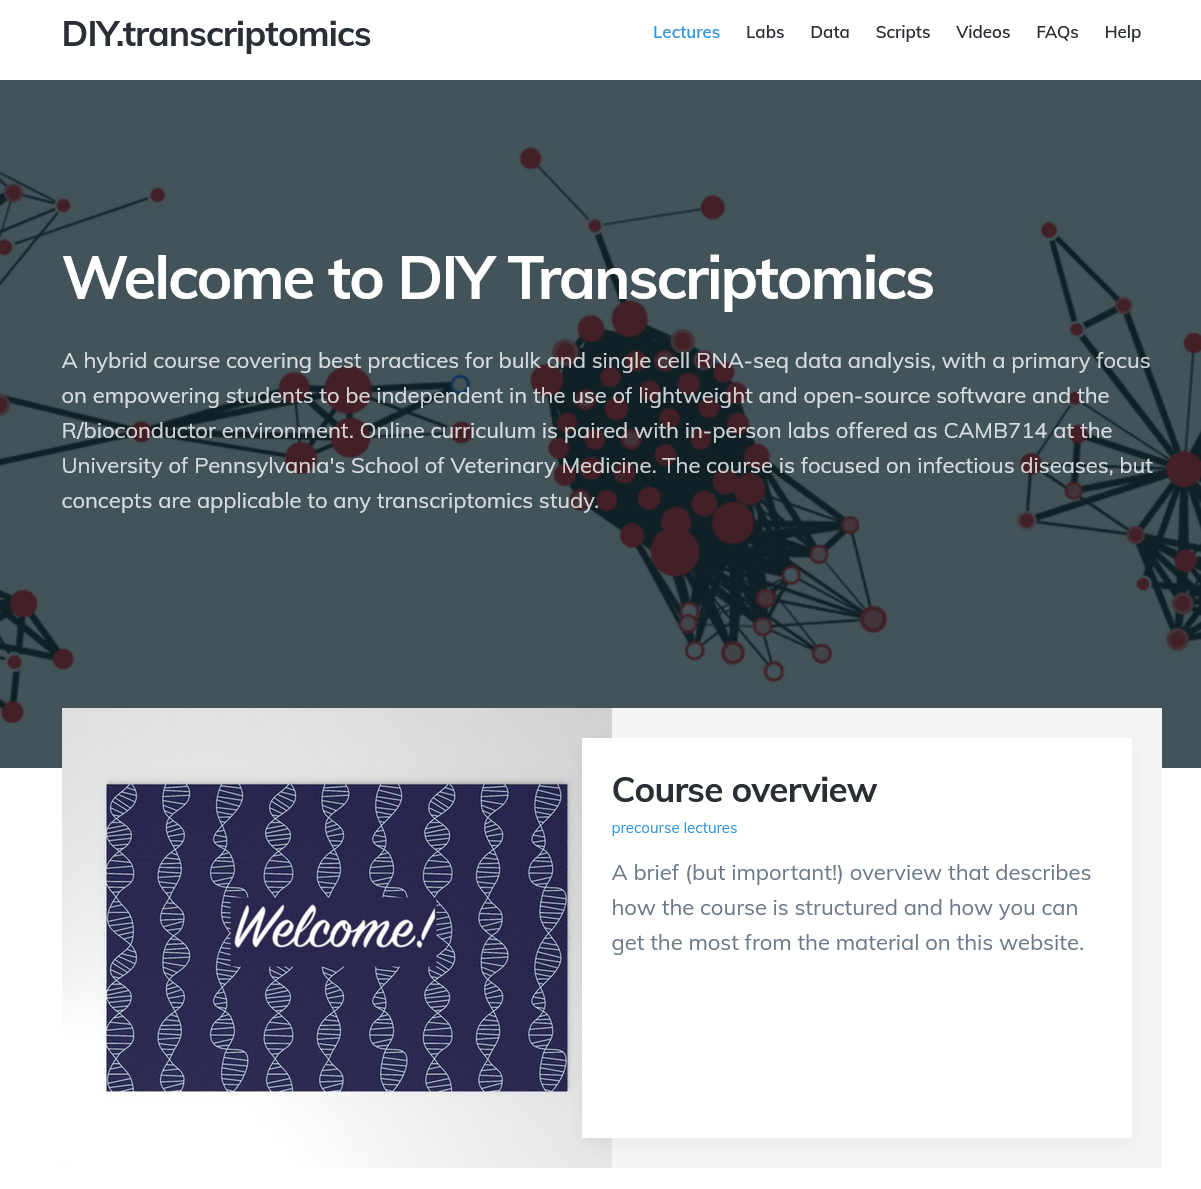 DIY.transcriptomics
Lectures Labs Data Scripts Videos FAQs Help
Welcome to DIY Transcriptomics
A hybrid course covering best practices for bulk and single cell RNA-seq data analysis, with a primary focus
on empowering students to be independent in the use of lightweight and open-source software and the
R/bioconductor environment. Online curriculum is paired with in-person labs offered as CAMB714 at the
University of Pennsylvania's School of Veterinary Medicine. The course is focused on infectious diseases, but
concepts are applicable to any transcriptomics study.
Welcome!
Course overview
precourse lectures
A brief (but important!) overview that describes
how the course is structured and how you can
get the most from the material on this website.